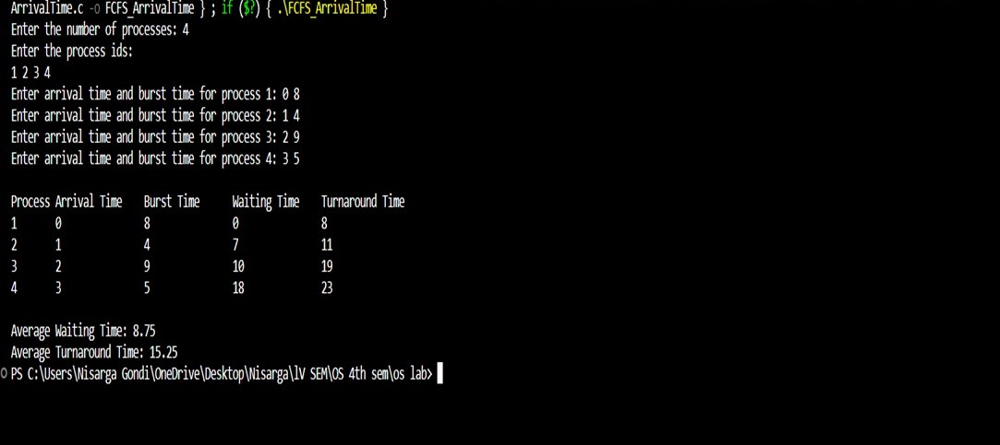 ArrivalTime.c -o FCFS_ArrivalTime } ; if ($?) { .\FCFS_ArrivalTime }
Enter the number of processes: 4
Enter the process ids:
1 2 3 4
Enter arrival time and burst time for process 1: 0 8
Enter arrival time and burst time for process 2: 1 4
Enter arrival time and burst time for process 3: 2 9
Enter arrival time and burst time for process 4: 3 5
Process Arrival Time Burst Time Waiting Time Turnaround Time
1 0 8 0 8
2 1 4 7 11
3 2 9 10 19
4 3 5 18 23
Average Waiting Time: 8.75
Average Turnaround Time: 15.25
PS C:\Users\Nisarga Gondi\OneDrive\Desktop\Nisarga\lV SEM\OS 4th sem\os lab>